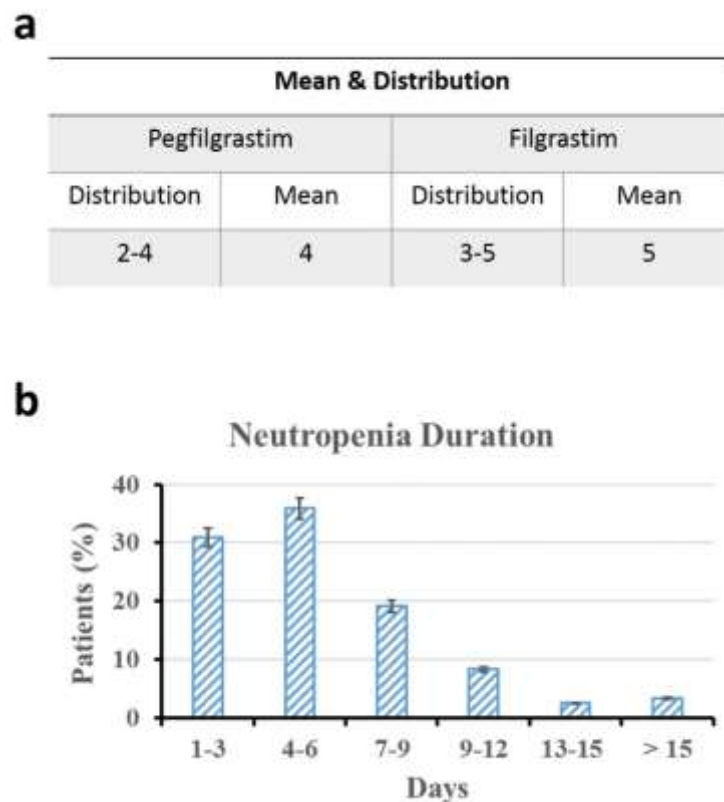 a
Mean & Distribution
Pegfilgrastim Filgrastim
Distribution Mean Distribution Mean
2-4 4 3-5 5
b
Neutropenia Duration
40
30
20
10
0
Patients (%)
1-3 4-6 7-9 9-12 13-15 > 15
Days